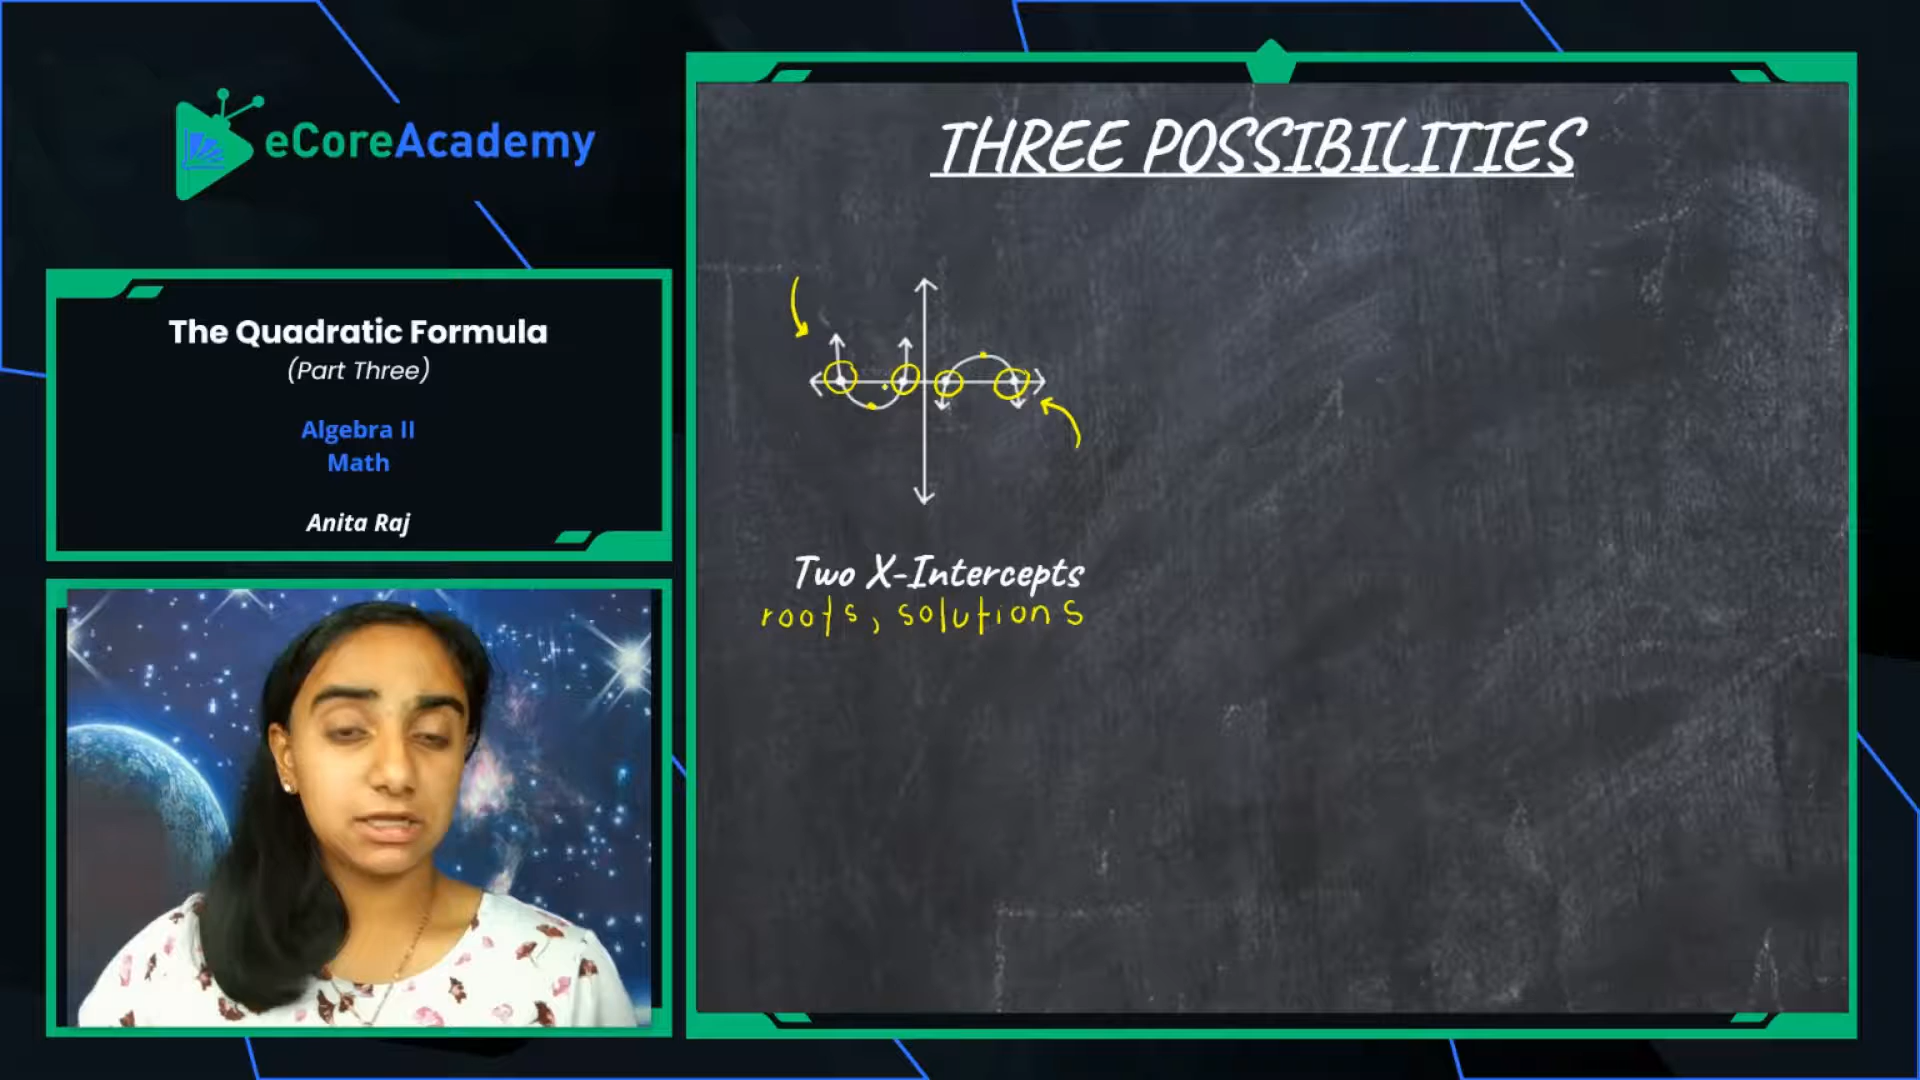 eCoreAcademy
The Quadratic Formula
(Part Three)
Algebra II
Math
Anita Raj
THREE POSSIBILITIES
Two X-Intercepts
roots, solutions